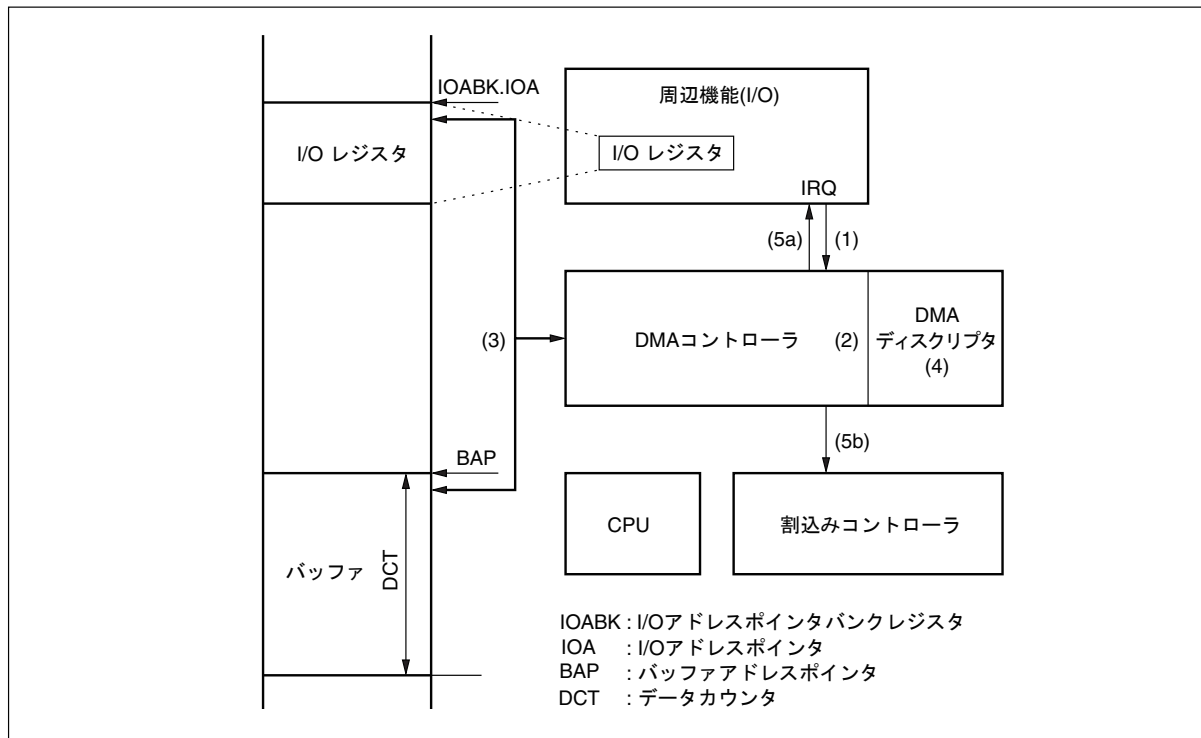 IOABK.IOA
I/O レジスタ
周辺機能(I/O)
I/O レジスタ
IRQ
(5a)
(1)
(3)
DMAコントローラ
(2)
DMA
ディスクリプタ
(4)
(5b)
BAP
バッファ
DCT
CPU
割込みコントローラ
IOABK : I/Oアドレスポインタバンクレジスタ
IOA : I/Oアドレスポインタ
BAP : バッファアドレスポインタ
DCT : データカウンタ